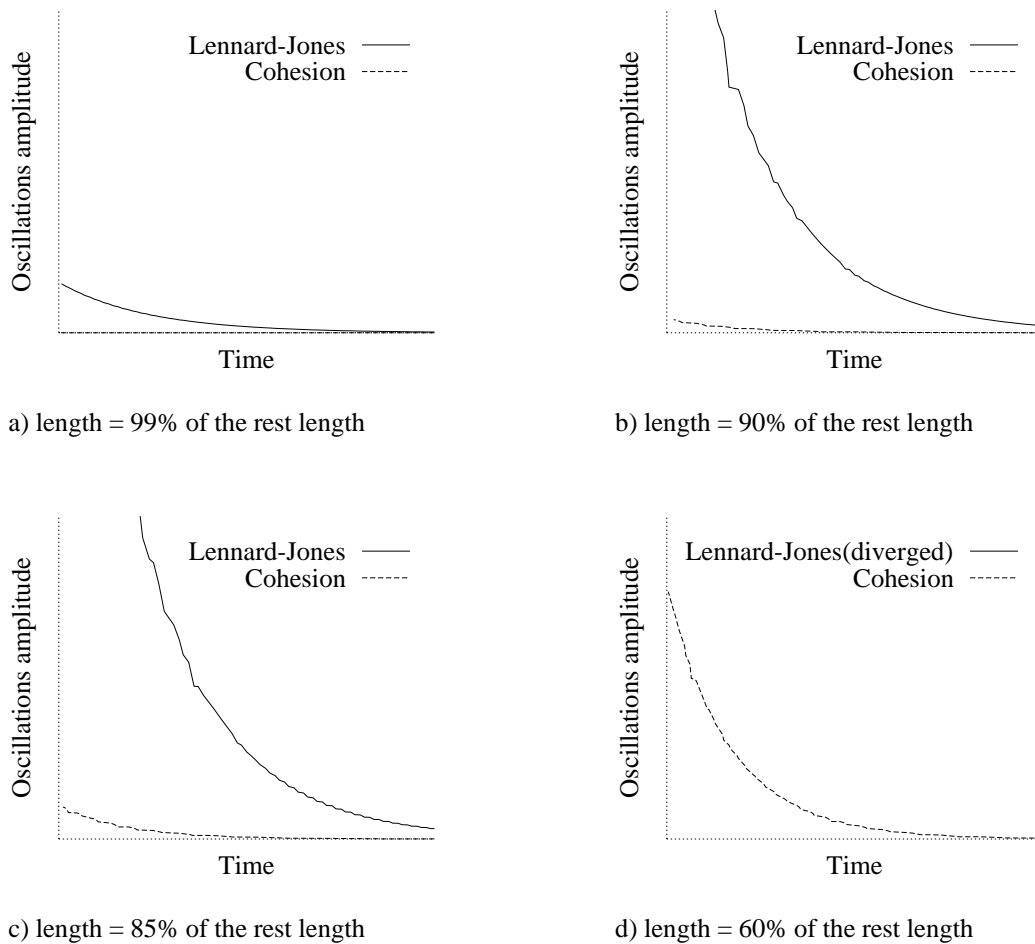 Oscillations amplitude
Lennard-Jones
Cohesion
Time
a) length = 99% of the rest length
Oscillations amplitude
Lennard-Jones
Cohesion
Time
b) length = 90% of the rest length
Oscillations amplitude
Lennard-Jones
Cohesion
Time
c) length = 85% of the rest length
Oscillations amplitude
Lennard-Jones(diverged)
Cohesion
Time
d) length = 60% of the rest length